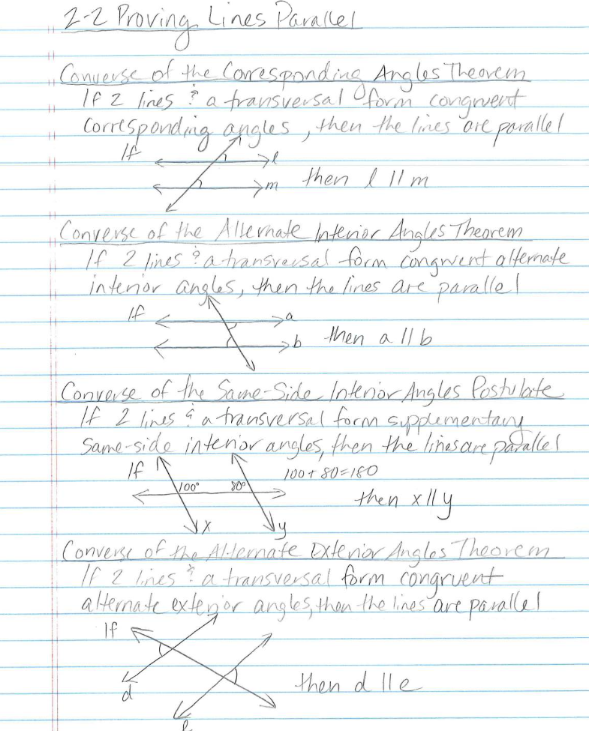 2-2 Proving Lines Parallel
Converse of the Corresponding Angles Theorem
If 2 lines & a transversal form congruent
corresponding angles, then the lines are parallel
If
l
m
then l || m
Converse of the Alternate Interior Angles Theorem
If 2 lines & a transversal form congruent alternate
interior angles, then the lines are parallel
If
a
b
then a || b
Converse of the Same-Side Interior Angles Postulate
If 2 lines & a transversal form supplementary
same-side interior angles, then the lines are parallel
If
100°
80°
100+80=180
then x || y
x
y
Converse of the Alternate Exterior Angles Theorem
If 2 lines & a transversal form congruent
alternate exterior angles, then the lines are parallel
If
d
then d || e
e